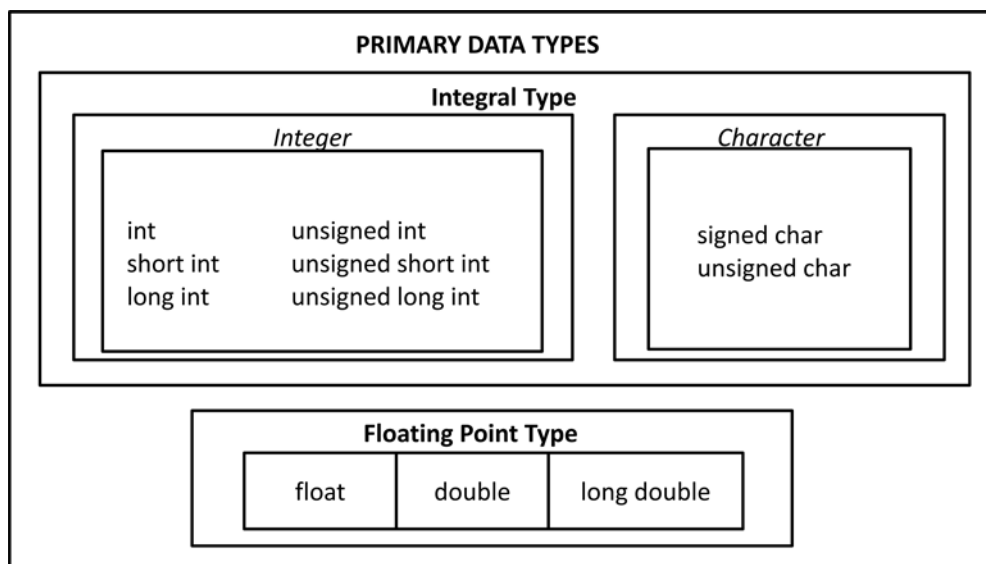 PRIMARY DATA TYPES
Integral Type
Integer
int unsigned int
short int unsigned short int
long int unsigned long int
Character
signed char
unsigned char
Floating Point Type
float double long double